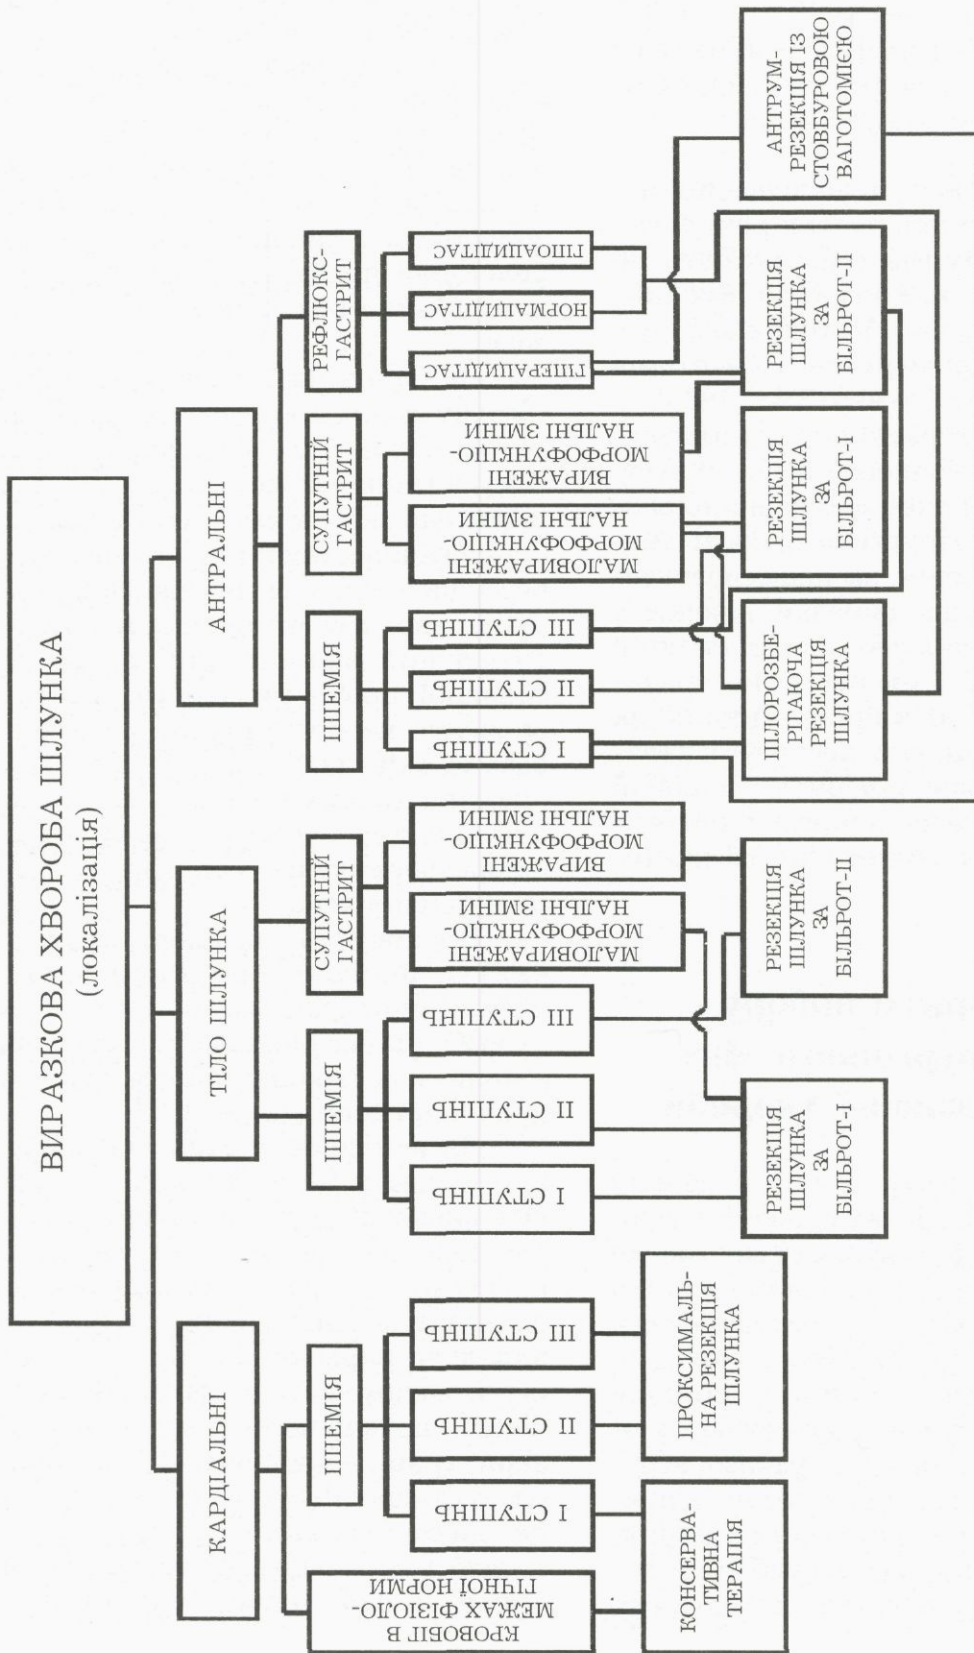 ВИРАЗКОВА ХВОРОБА ШЛУНКА
(локалізація)
КАРДІАЛЬНІ
ТІЛО ШЛУНКА
АНТРАЛЬНІ
КРОВОБІГ В
МЕЖАХ ФІЗІОЛО-
ГІЧНОЇ НОРМИ
ІШЕМІЯ
ІШЕМІЯ
СУПУТНІЙ
ГАСТРИТ
ІШЕМІЯ
СУПУТНІЙ
ГАСТРИТ
РЕФЛЮКС-
ГАСТРИТ
І СТУПІНЬ
ІІ СТУПІНЬ
ІІІ СТУПІНЬ
І СТУПІНЬ
ІІ СТУПІНЬ
ІІІ СТУПІНЬ
МАЛОВИРАЖЕНІ
МОРФОФУНКЦІО-
НАЛЬНІ ЗМІНИ
ВИРАЖЕНІ
МОРФОФУНКЦІО-
НАЛЬНІ ЗМІНИ
І СТУПІНЬ
ІІ СТУПІНЬ
ІІІ СТУПІНЬ
МАЛОВИРАЖЕНІ
МОРФОФУНКЦІО-
НАЛЬНІ ЗМІНИ
ВИРАЖЕНІ
МОРФОФУНКЦІО-
НАЛЬНІ ЗМІНИ
ГІПЕРАЦИДІТАС
НОРМАЦИДІТАС
ГІПОАЦИДІТАС
КОНСЕРВА-
ТИВНА
ТЕРАПІЯ
ПРОКСИМАЛЬ-
НА РЕЗЕКЦІЯ
ШЛУНКА
РЕЗЕКЦІЯ
ШЛУНКА
ЗА
БІЛЬРОТ-І
РЕЗЕКЦІЯ
ШЛУНКА
ЗА
БІЛЬРОТ-ІІ
ПІЛОРОЗБЕ-
РІГАЮЧА
РЕЗЕКЦІЯ
ШЛУНКА
РЕЗЕКЦІЯ
ШЛУНКА
ЗА
БІЛЬРОТ-І
РЕЗЕКЦІЯ
ШЛУНКА
ЗА
БІЛЬРОТ-ІІ
АНТРУМ-
РЕЗЕКЦІЯ ІЗ
СТОВБУРОВОЮ
ВАГОТОМІЄЮ